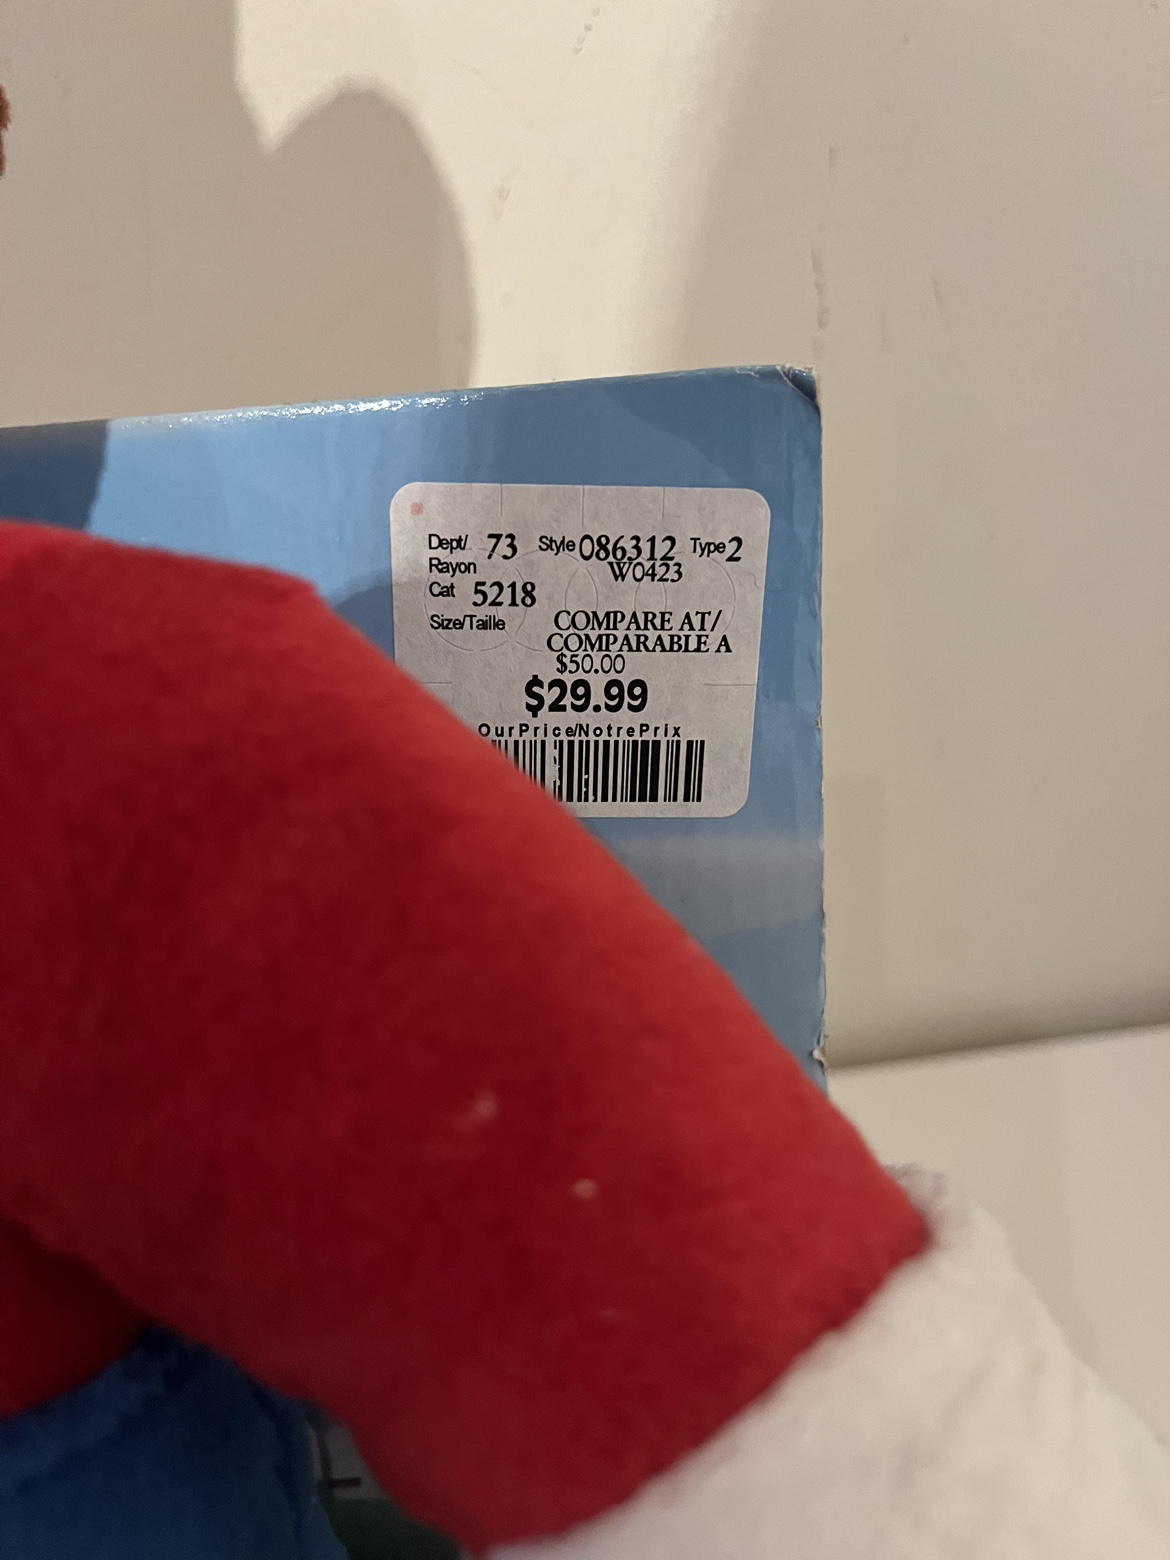 Dept/ 73 Style 086312 Type 2
Rayon W0423
Cat 5218
Size/Taille COMPARE AT/
COMPARABLE A
$50.00
$29.99
OurPrice/NotrePrix